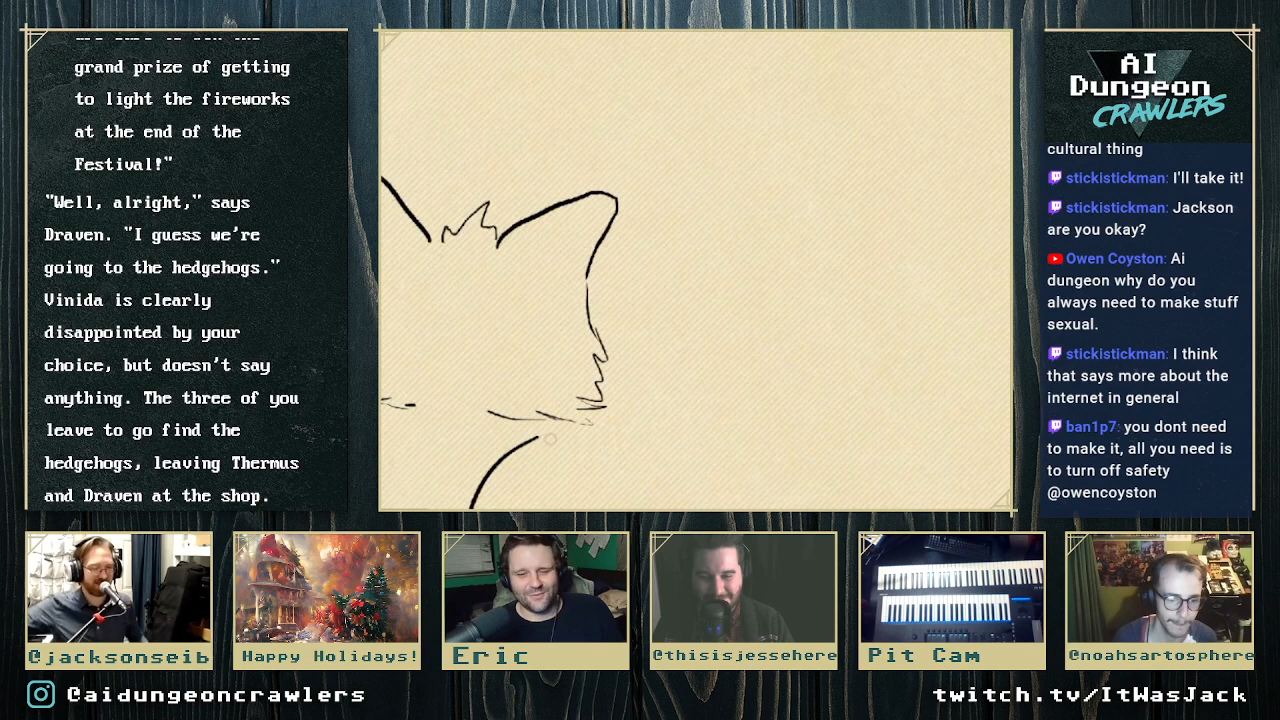 grand prize of getting
to light the fireworks
at the end of the
Festival!"
"Well, alright," says
Draven. "I guess we're
going to the hedgehogs."
Vinida is clearly
disappointed by your
choice, but doesn't say
anything. The three of you
leave to go find the
hedgehogs, leaving Thermus
and Draven at the shop.
AI
Dungeon
CRAWLERS
cultural thing
stickistickman: I'll take it!
stickistickman: Jackson
are you okay?
Owen Coyston: Ai
dungeon why do you
always need to make stuff
sexual.
stickistickman: I think
that says more about the
internet in general
ban1p7: you dont need
to make it, all you need is
to turn off safety
@owencoyston
@jacksonseib
Happy Holidays!
Eric
@thisisjessehere
Pit Cam
@noahsartosphere
@aidungeoncrawlers
twitch.tv/ItWasJack